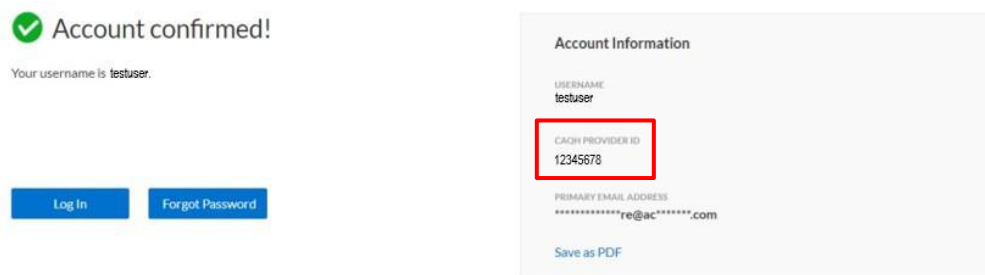 Account confirmed!
Your username is testuser.
Log In
Forgot Password
Account Information
USERNAME
testuser
CAQH PROVIDER ID
12345678
PRIMARY EMAIL ADDRESS
*************re@ac*******.com
Save as PDF